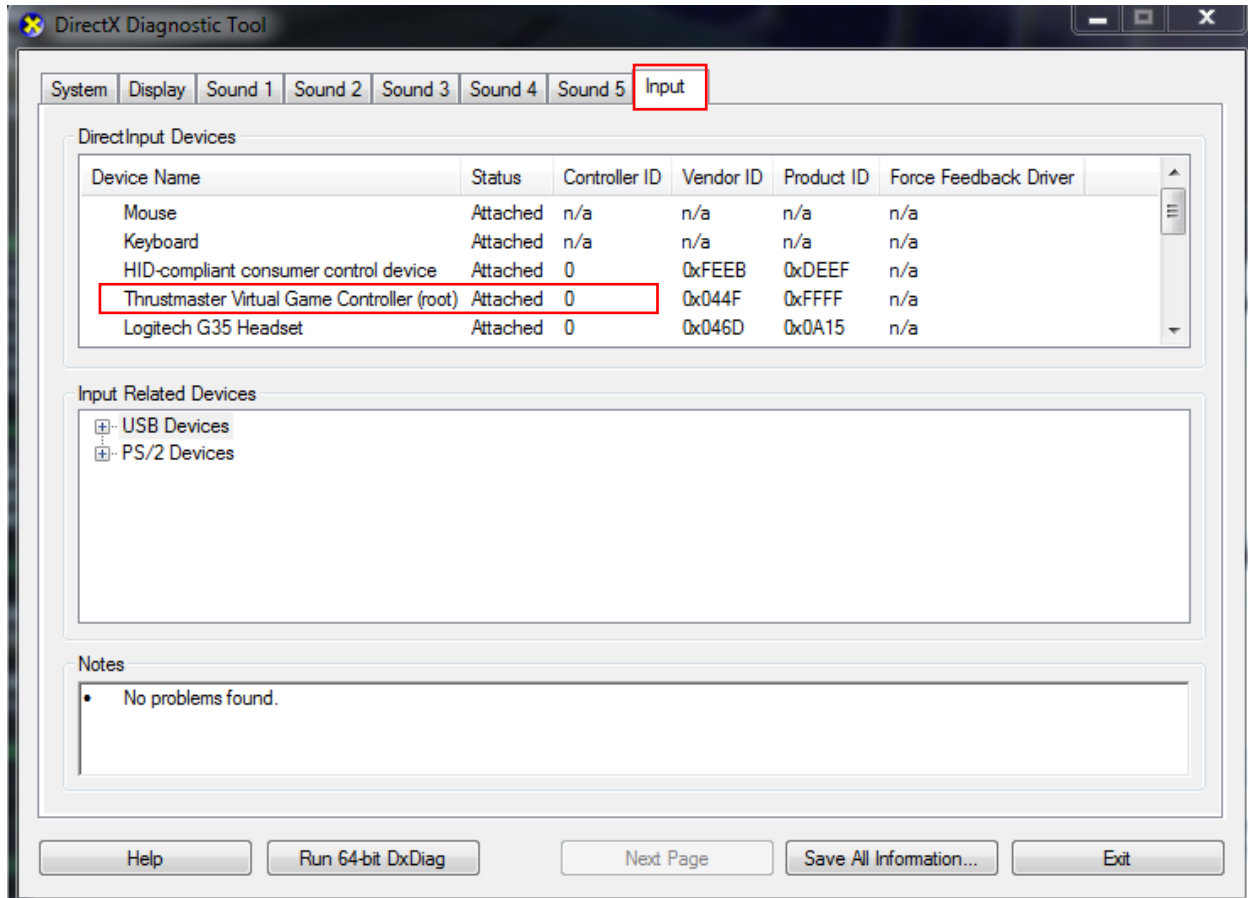 DirectX Diagnostic Tool
System Display Sound 1 Sound 2 Sound 3 Sound 4 Sound 5 Input
DirectInput Devices
Device Name Status Controller ID Vendor ID Product ID Force Feedback Driver
Mouse Attached n/a n/a n/a n/a
Keyboard Attached n/a n/a n/a n/a
HID-compliant consumer control device Attached 0 0xFEEB 0xDEEF n/a
Thrustmaster Virtual Game Controller (root) Attached 0 0x044F 0xFFFF n/a
Logitech G35 Headset Attached 0 0x046D 0x0A15 n/a
Input Related Devices
USB Devices
PS/2 Devices
Notes
• No problems found.
Help Run 64-bit DxDiag Next Page Save All Information... Exit